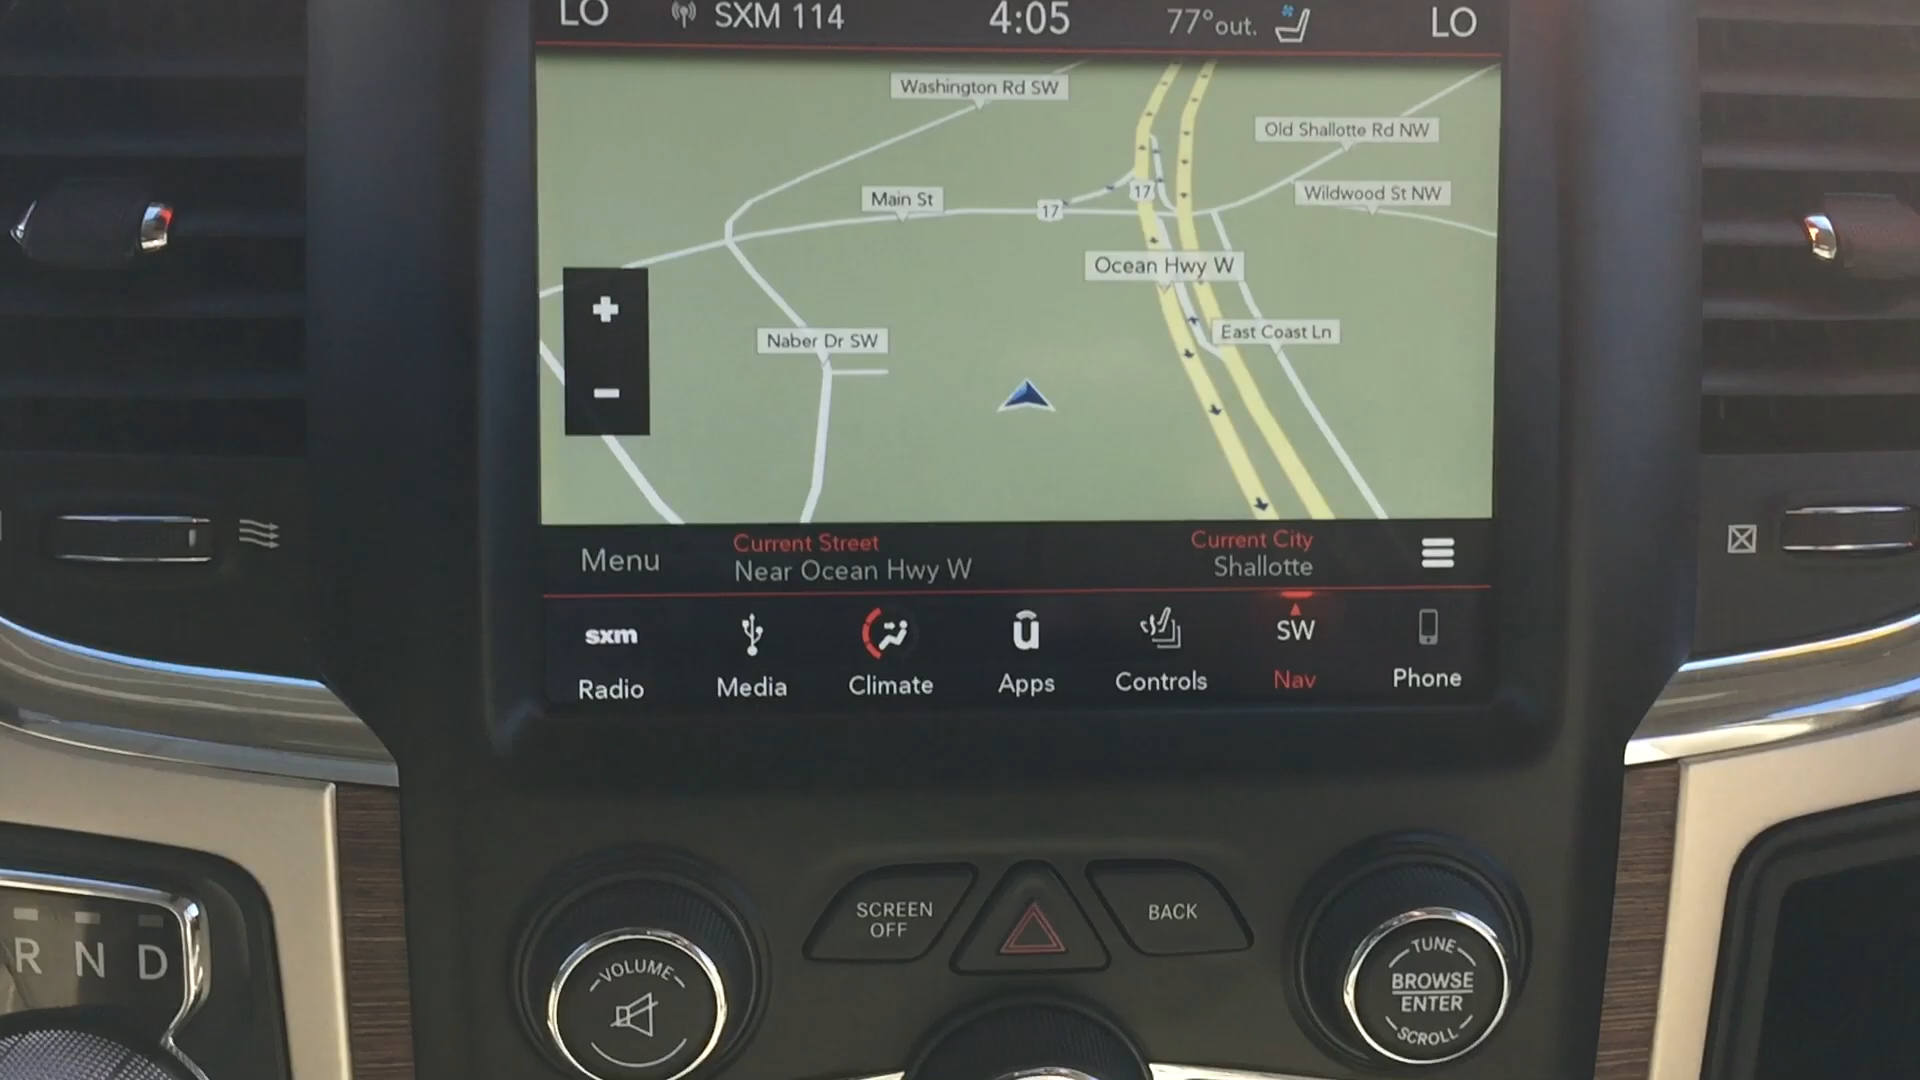 LO SXM 114 4:05 77° out. LO
Washington Rd SW
Old Shallotte Rd NW
Main St
17
17
Wildwood St NW
Ocean Hwy W
East Coast Ln
Naber Dr SW
+
-
Menu
Current Street
Near Ocean Hwy W
Current City
Shallotte
sxm
Radio
Media
Climate
Apps
Controls
SW
Nav
Phone
SCREEN
OFF
BACK
R N D
VOLUME
TUNE
BROWSE
ENTER
SCROLL